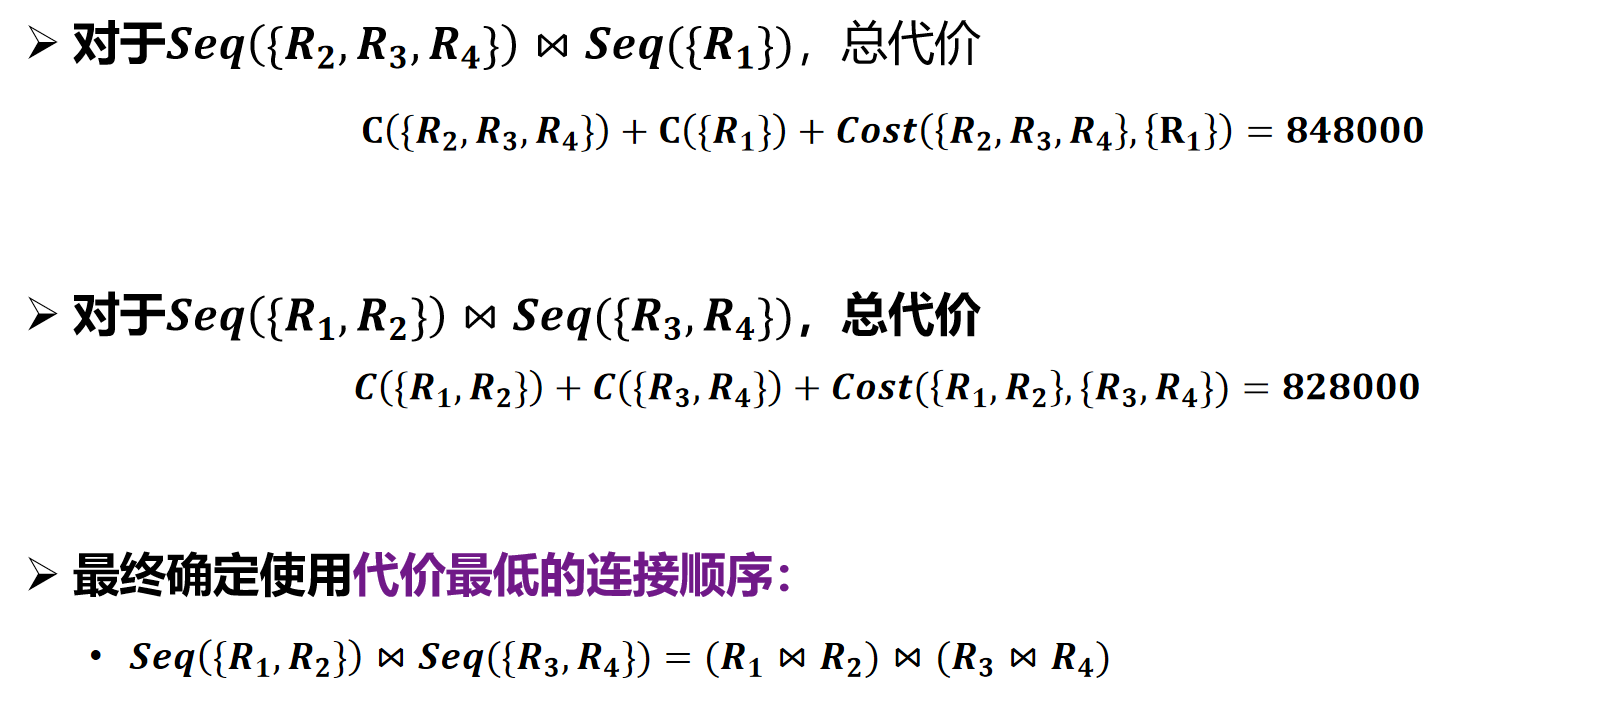 ➢ 对于Seq({R₂, R₃, R₄}) ⋈ Seq({R₁}),总代价
C({R₂, R₃, R₄}) + C({R₁}) + Cost({R₂, R₃, R₄}, {R₁}) = 848000
➢ 对于Seq({R₁, R₂}) ⋈ Seq({R₃, R₄}),总代价
C({R₁, R₂}) + C({R₃, R₄}) + Cost({R₁, R₂}, {R₃, R₄}) = 828000
➢ 最终确定使用代价最低的连接顺序:
• Seq({R₁, R₂}) ⋈ Seq({R₃, R₄}) = (R₁ ⋈ R₂) ⋈ (R₃ ⋈ R₄)